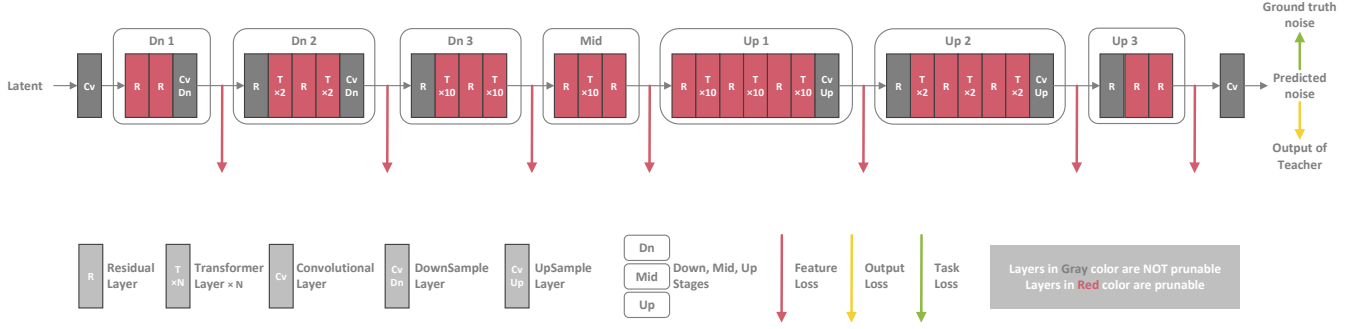 Ground truth
noise
Dn 1
Dn 2
Dn 3
Mid
Up 1
Up 2
Up 3
Latent
Cv
R
R
Cv
Dn
R
T
×2
R
T
×2
Cv
Dn
R
T
×10
R
T
×10
R
T
×10
R
R
T
×10
R
T
×10
R
T
×10
Cv
Up
R
T
×2
R
T
×2
R
T
×2
Cv
Up
R
R
R
Cv
Predicted
noise
Output of
Teacher
R
Residual
Layer
T
×N
Transformer
Layer × N
Cv
Convolutional
Layer
Cv
Dn
DownSample
Layer
Cv
Up
UpSample
Layer
Dn
Mid
Up
Down, Mid, Up
Stages
Feature
Loss
Output
Loss
Task
Loss
Layers in Gray color are NOT prunable
Layers in Red color are prunable